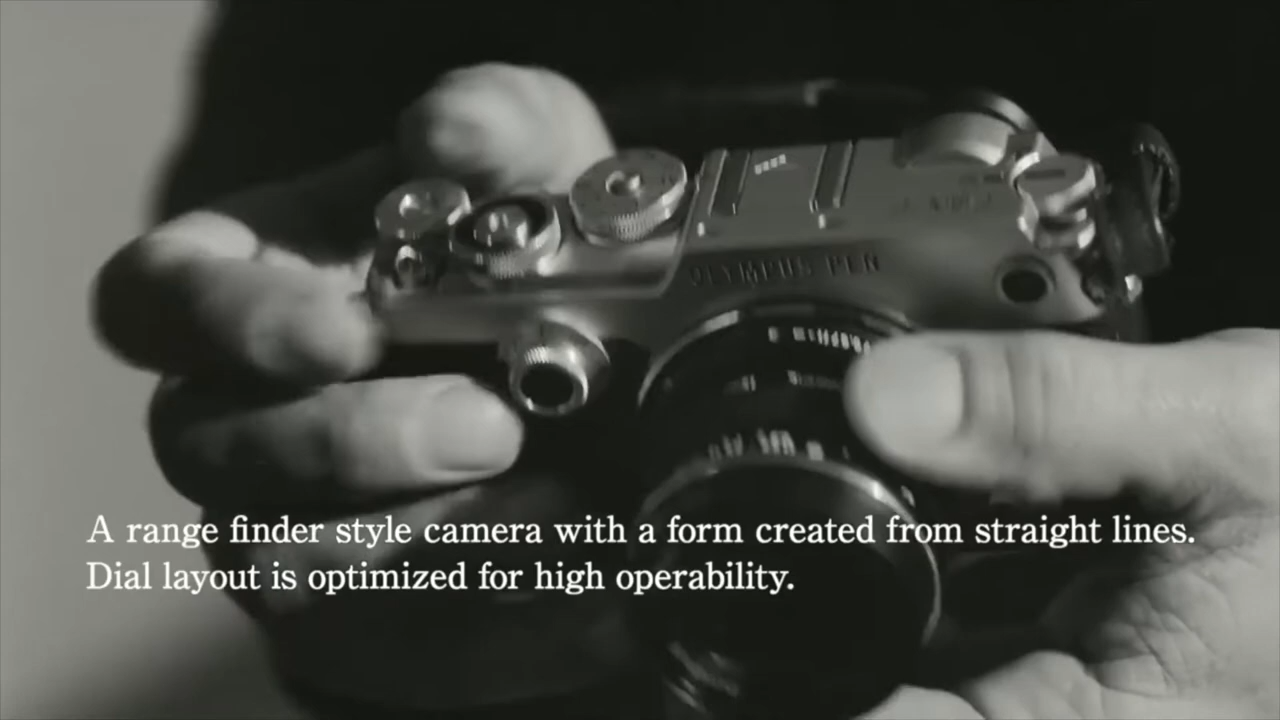 OLYMPUS PEN
A range finder style camera with a form created from straight lines.
Dial layout is optimized for high operability.